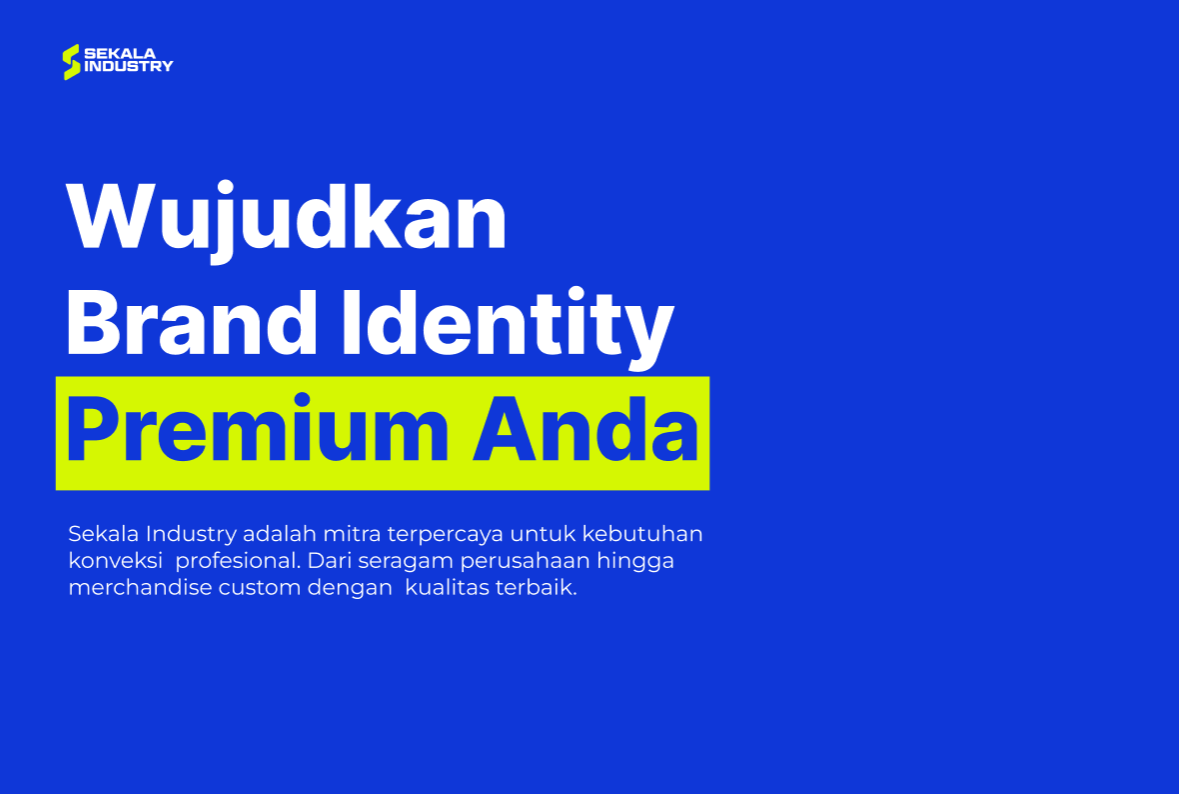 SEKALA
INDUSTRY
Wujudkan
Brand Identity
Premium Anda
Sekala Industry adalah mitra terpercaya untuk kebutuhan
konveksi  profesional. Dari seragam perusahaan hingga
merchandise custom dengan  kualitas terbaik.